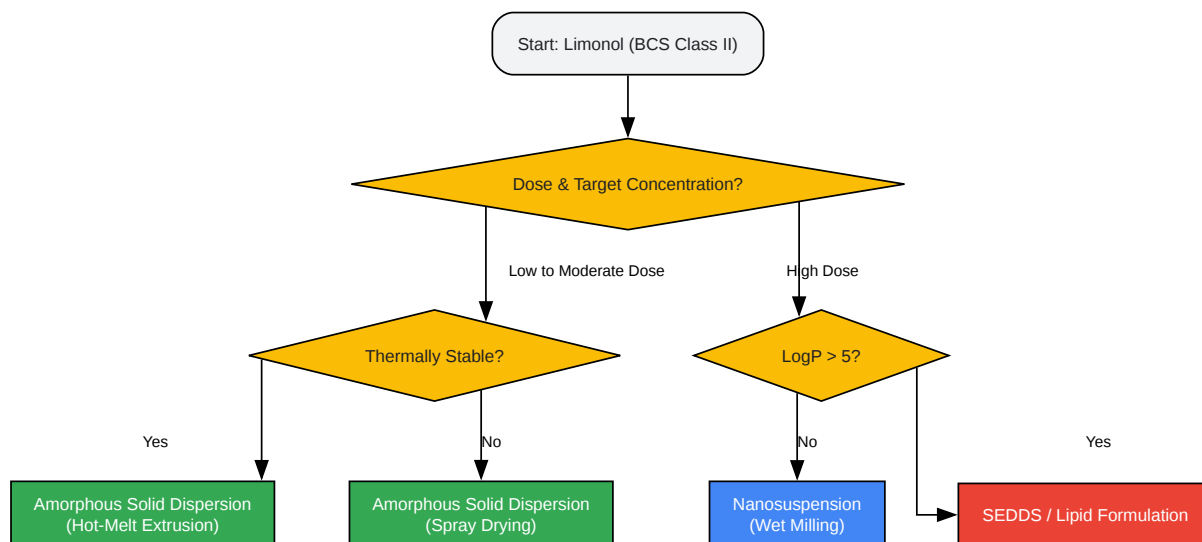 Start: Limonol (BCS Class II)
Dose & Target Concentration?
Low to Moderate Dose
High Dose
Thermally Stable?
LogP > 5?
Yes
No
No
Yes
Amorphous Solid Dispersion
(Hot-Melt Extrusion)
Amorphous Solid Dispersion
(Spray Drying)
Nanosuspension
(Wet Milling)
SEDDS / Lipid Formulation